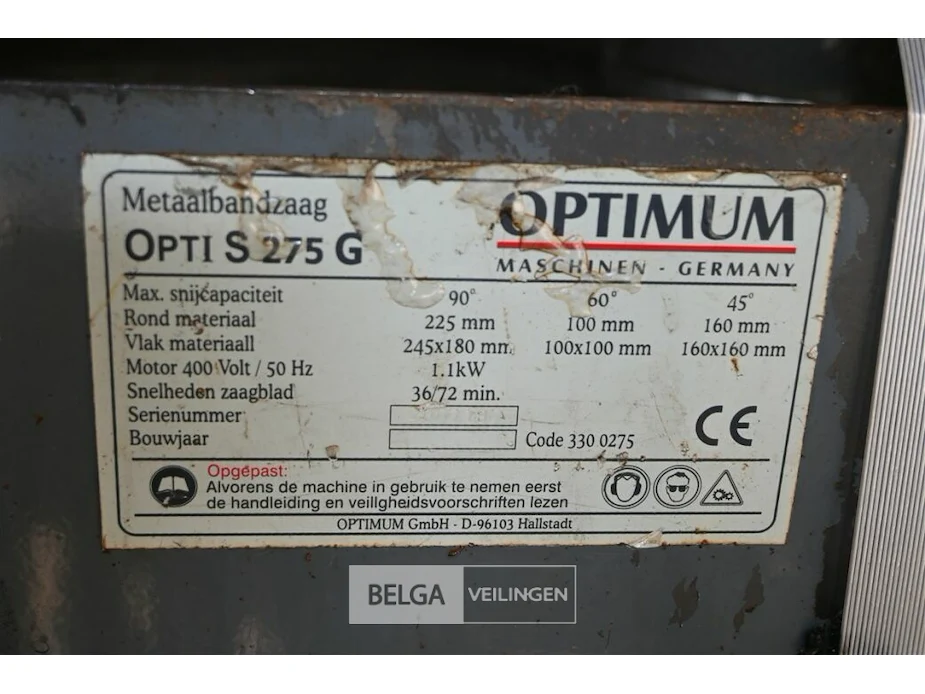 Metaalbandzaag
OPTI S 275 G
OPTIMUM
MASCHINEN - GERMANY
Max. snijcapaciteit 90° 60° 45°
Rond materiaal 225 mm 100 mm 160 mm
Vlak materiaall 245x180 mm 100x100 mm 160x160 mm
Motor 400 Volt / 50 Hz 1.1kW
Snelheden zaagblad 36/72 min.
Serienummer
Bouwjaar Code 330 0275
CE
Opgepast:
Alvorens de machine in gebruik te nemen eerst
de handleiding en veilgheidsvoorschriften lezen
OPTIMUM GmbH - D-96103 Hallstadt
BELGA VEILINGEN